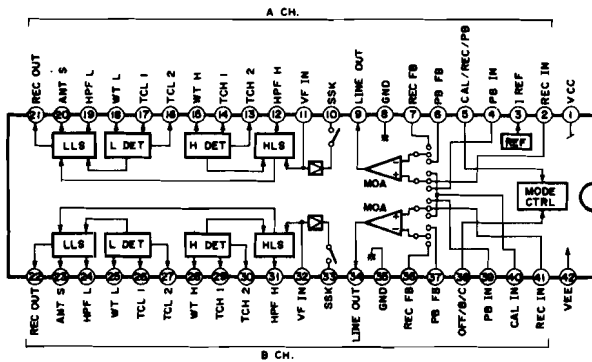 A CH.
REC OUT
ANT S
HPF L
WT L
TCL 1
TCL 2
WT H
TCH 1
TCH 2
HPF H
VF IN
SSK
LINE OUT
GND
REC FB
PB FB
CAL/REC/PB
PB IN
I REF
REC IN
VCC
21 20 19 18 17 16 15 14 13 12 11 10 9 8 7 6 5 4 3 2 1
*
REF
LLS
L DET
H DET
HLS
MOA
MODE CTRL
MOA
LLS
L DET
H DET
HLS
*
22 23 24 25 26 27 28 29 30 31 32 33 34 35 36 37 38 39 40 41 42
REC OUT
ANT S
HPF L
WT L
TCL 1
TCL 2
WT H
TCH 1
TCH 2
HPF H
VF IN
SSK
LINE OUT
GND
REC FB
PB FB
OFF/B/C
PB IN
CAL IN
REC IN
VEE
B CH.